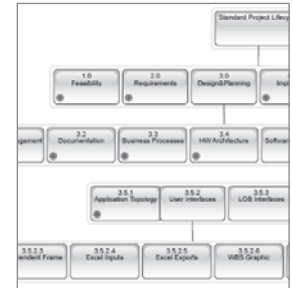 Standard Project Lifecy
1.0
Feasibility
2.0
Requirements
3.0
Design&Planning
Impl
agement
3.2
Documentation
3.3
Business Processes
3.4
HW Architecture
Softwar
3.5.1
Application Topology
3.5.2
User Interfaces
3.5.3
LOB Interfaces
3.5.2.3
endent Frame
3.5.2.4
Excel Inputs
3.5.2.5
Excel Exports
3.5.2.6
WBS Graphic